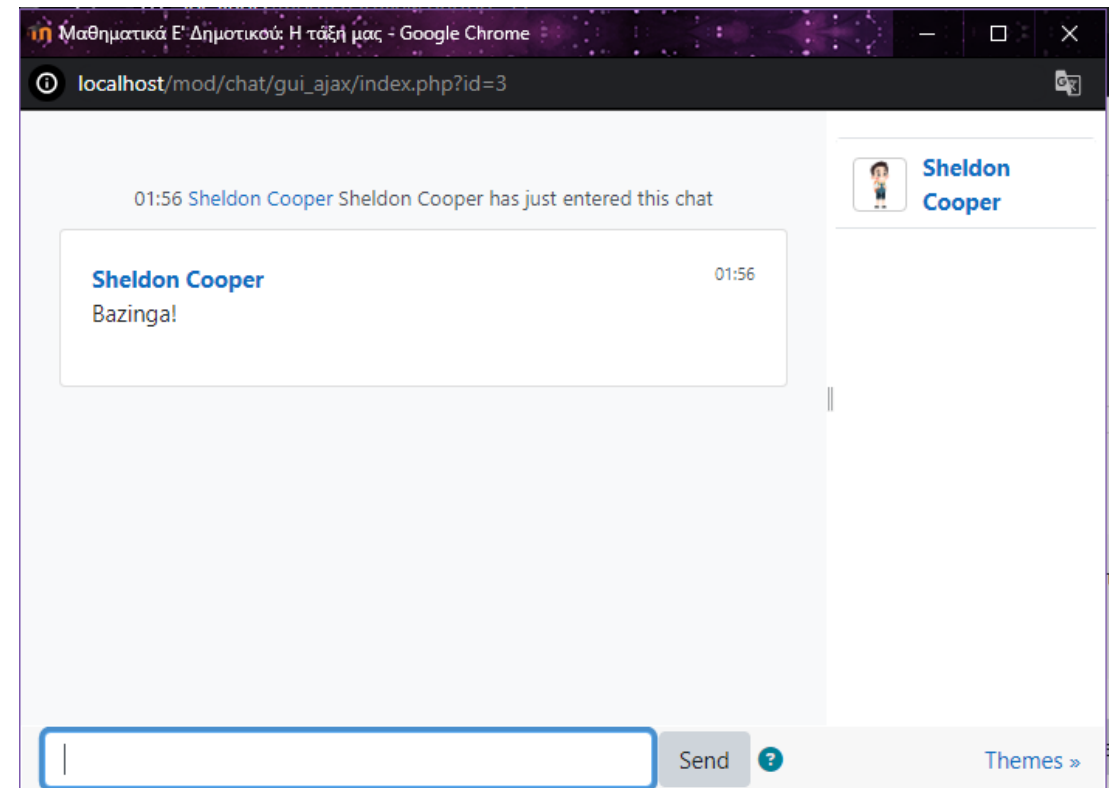 Μαθηματικά Ε' Δημοτικού: Η τάξη μας - Google Chrome
localhost/mod/chat/gui_ajax/index.php?id=3
01:56 Sheldon Cooper Sheldon Cooper has just entered this chat
Sheldon Cooper 01:56
Bazinga!
Sheldon
Cooper
Send ?
Themes »